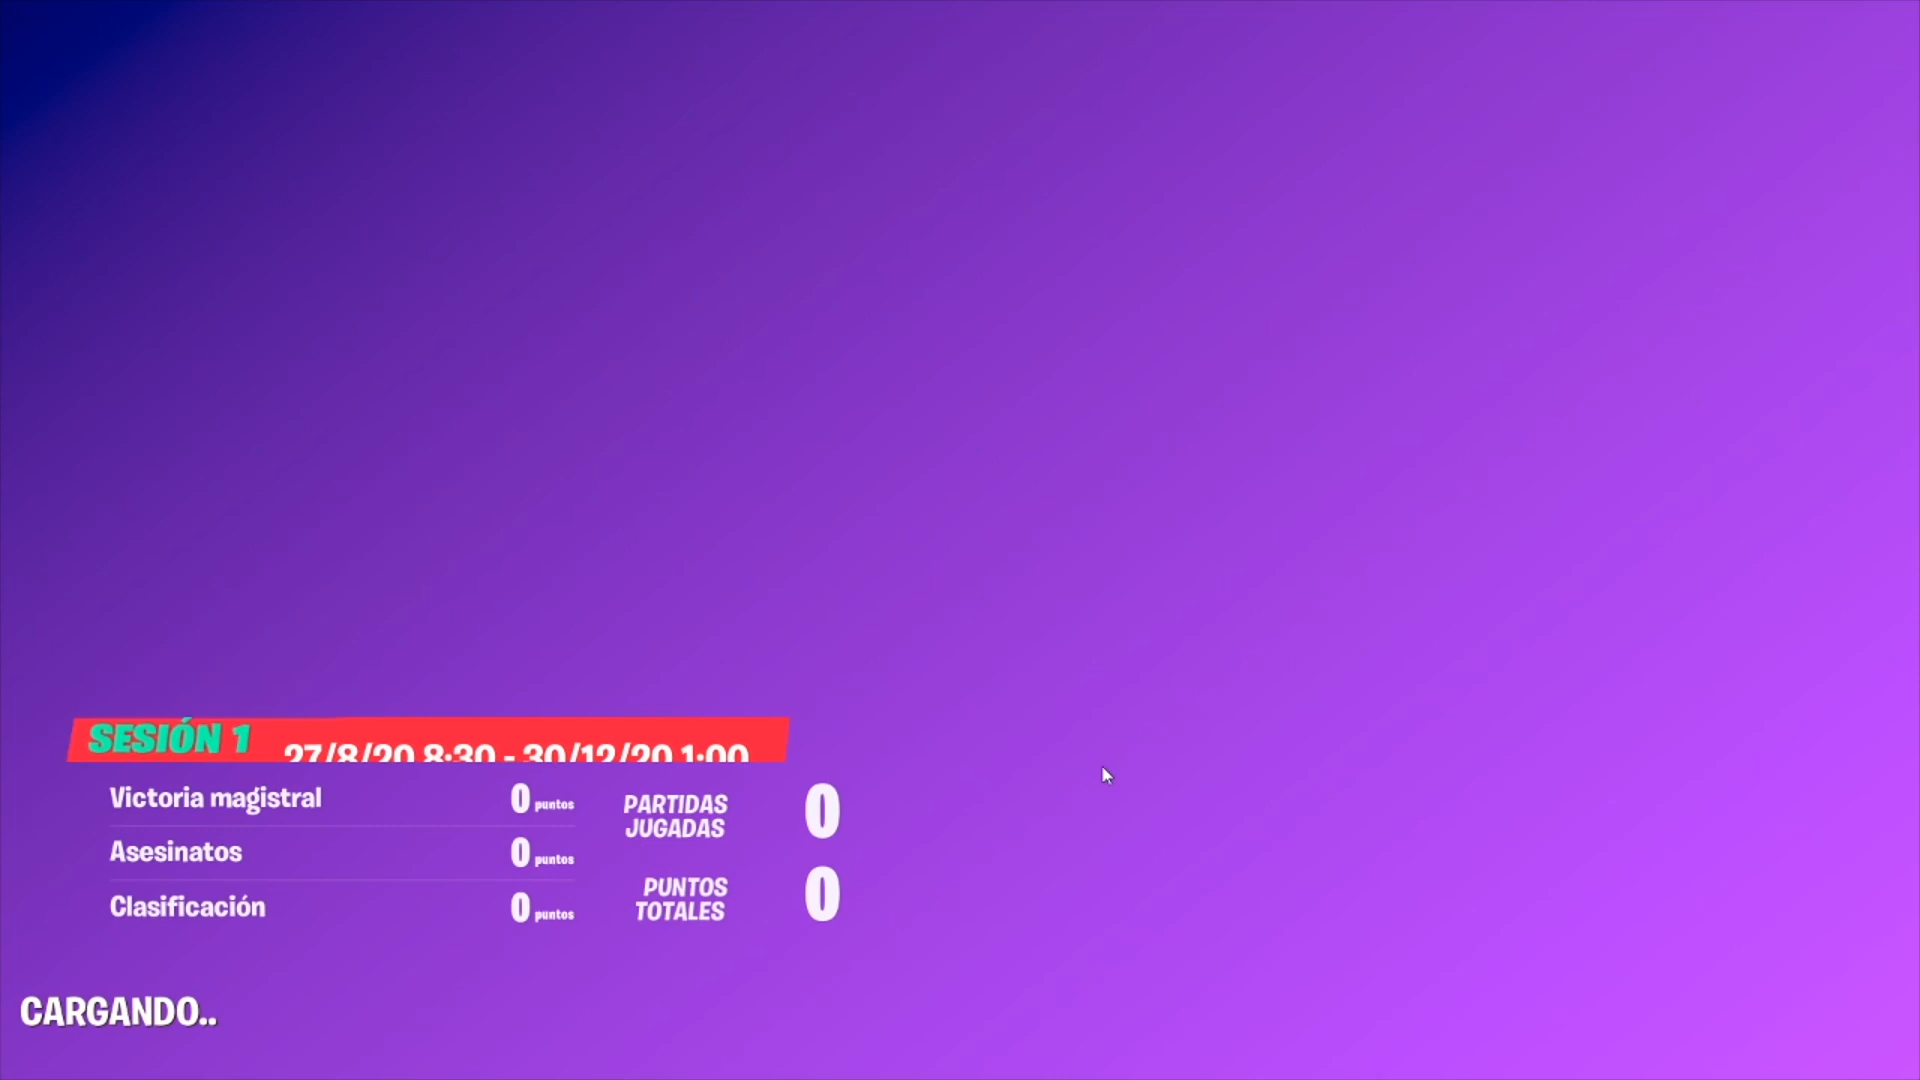 SESIÓN 1 27/8/20 8:30 - 30/12/20 1:00
Victoria magistral 0 puntos
Asesinatos 0 puntos
Clasificación 0 puntos
PARTIDAS
JUGADAS 0
PUNTOS
TOTALES 0
CARGANDO..